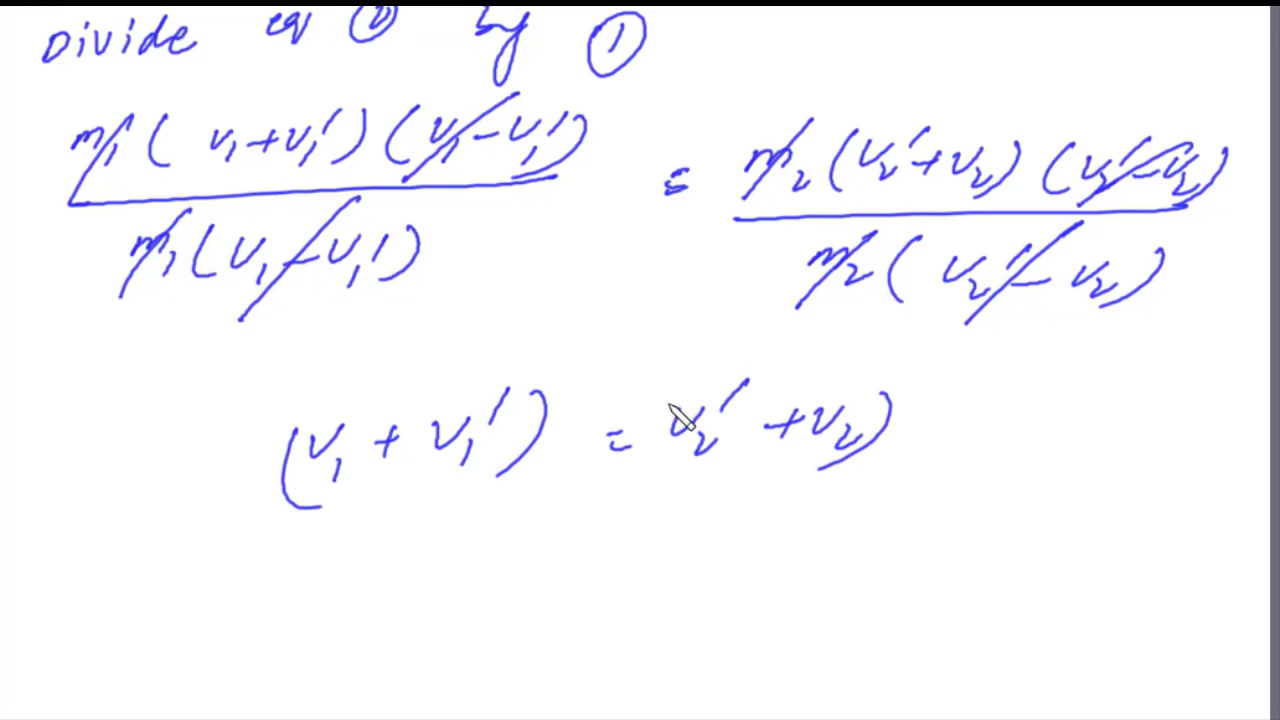 Divide eq ② by ①
m₁(v₁+v₁')(v₁-v₁') / m₁(v₁-v₁') = m₂(v₂'+v₂)(v₂'-v₂) / m₂(v₂'-v₂)
(v₁ + v₁') = v₂' + v₂)